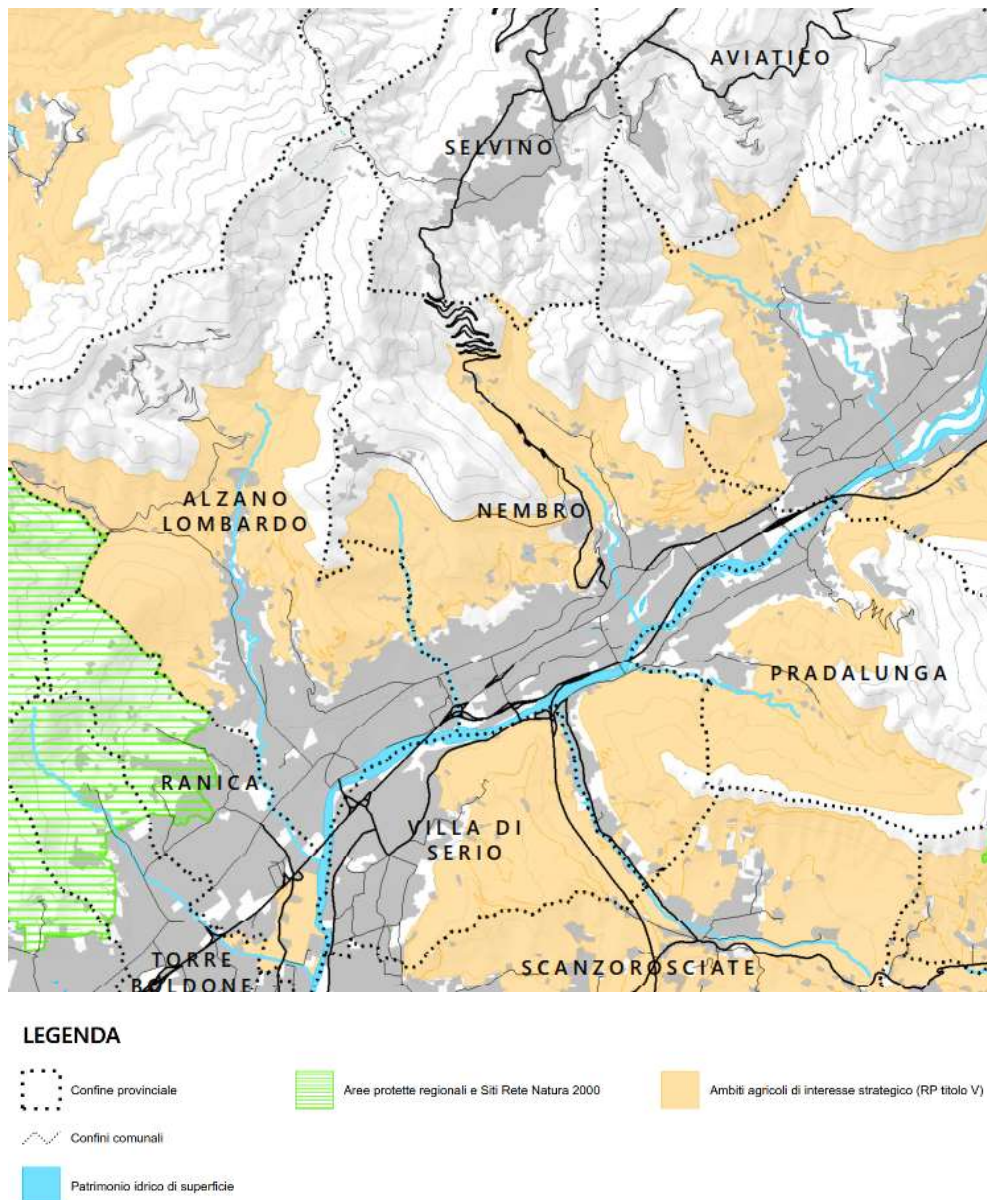 AVIATICO
SELVINO
ALZANO
LOMBARDO
NEMBRO
PRADALUNGA
RANICA
VILLA DI
SERIO
TORRE
BOLDONE
SCANZOROSCIATE
LEGENDA
Confine provinciale
Aree protette regionali e Siti Rete Natura 2000
Ambiti agricoli di interesse strategico (RP titolo V)
Confini comunali
Patrimonio idrico di superficie